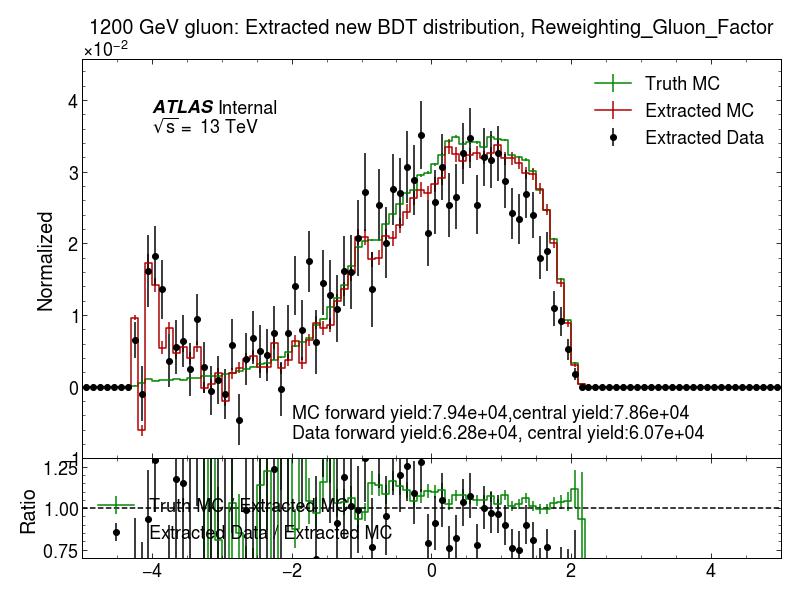 1200 GeV gluon: Extracted new BDT distribution, Reweighting_Gluon_Factor
×10⁻²
ATLAS Internal
√s = 13 TeV
Truth MC
Extracted MC
Extracted Data
Normalized
4
3
2
1
0
MC forward yield:7.94e+04,central yield:7.86e+04
Data forward yield:6.28e+04, central yield:6.07e+04
1
Ratio
1.25
1.00
0.75
Truth MC / Extracted MC
Extracted Data / Extracted MC
−4
−2
0
2
4